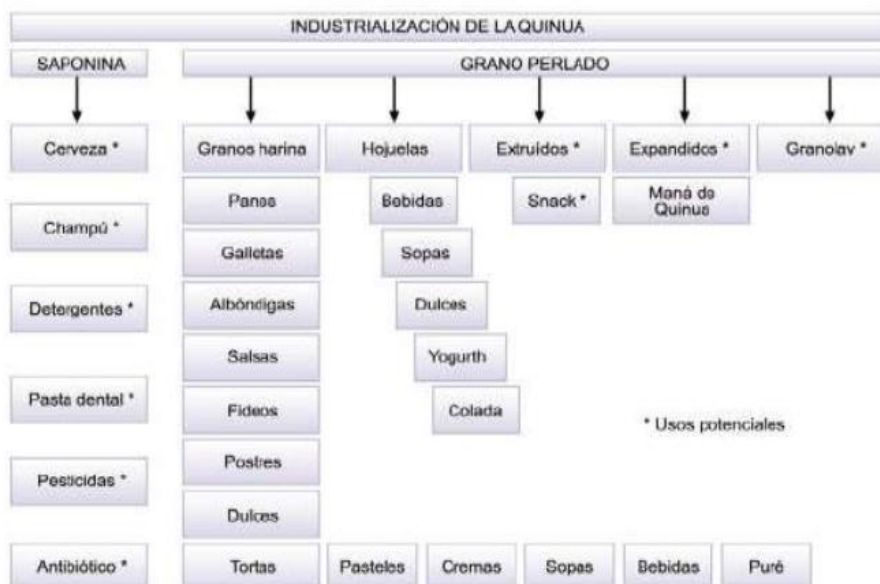 INDUSTRIALIZACIÓN DE LA QUINUA
SAPONINA
GRANO PERLADO
Cerveza *
Granos harina
Hojuelas
Extruídos *
Expandidos *
Granolav *
Panes
Bebidas
Snack *
Maná de
Quinus
Champú *
Galletas
Sopas
Detergentes *
Albóndigas
Dulces
Salsas
Yogurth
Pasta dental *
Fideos
Colada
* Usos potenciales
Postres
Pesticidas *
Dulces
Antibiótico *
Tortas
Pasteles
Cremas
Sopas
Bebidas
Puré